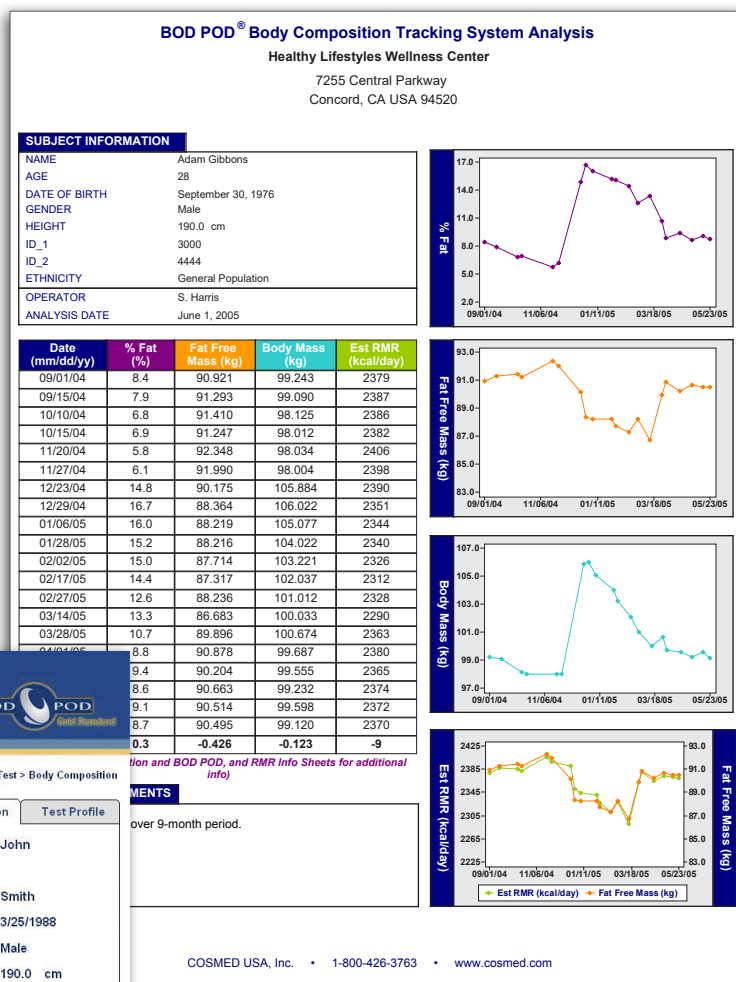 BOD POD® Body Composition Tracking System Analysis
Healthy Lifestyles Wellness Center
7255 Central Parkway
Concord, CA USA 94520
SUBJECT INFORMATION
NAME Adam Gibbons
AGE 28
DATE OF BIRTH September 30, 1976
GENDER Male
HEIGHT 190.0 cm
ID_1 3000
ID_2 4444
ETHNICITY General Population
OPERATOR S. Harris
ANALYSIS DATE June 1, 2005
Date (mm/dd/yy) % Fat (%) Fat Free Mass (kg) Body Mass (kg) Est RMR (kcal/day)
09/01/04 8.4 90.921 99.243 2379
09/15/04 7.9 91.293 99.090 2387
10/10/04 6.8 91.410 98.125 2386
10/15/04 6.9 91.247 98.012 2382
11/20/04 5.8 92.348 98.034 2406
11/27/04 6.1 91.990 98.004 2398
12/23/04 14.8 90.175 105.884 2390
12/29/04 16.7 88.364 106.022 2351
01/06/05 16.0 88.219 105.077 2344
01/28/05 15.2 88.216 104.022 2340
02/02/05 15.0 87.714 103.221 2326
02/17/05 14.4 87.317 102.037 2312
02/27/05 12.6 88.236 101.012 2328
03/14/05 13.3 86.683 100.033 2290
03/28/05 10.7 89.896 100.674 2363
8.8 90.878 99.687 2380
9.4 90.204 99.555 2365
8.6 90.663 99.232 2374
9.1 90.514 99.598 2372
8.7 90.495 99.120 2370
0.3 -0.426 -0.123 -9
tion and BOD POD, and RMR Info Sheets for additional
info)
MENTS
over 9-month period.
% Fat
17.0
14.0
11.0
8.0
5.0
2.0
09/01/04 11/06/04 01/11/05 03/18/05 05/23/05
Fat Free Mass (kg)
93.0
91.0
89.0
87.0
85.0
83.0
09/01/04 11/06/04 01/11/05 03/18/05 05/23/05
Body Mass (kg)
107.0
105.0
103.0
101.0
99.0
97.0
09/01/04 11/06/04 01/11/05 03/18/05 05/23/05
Est RMR (kcal/day)
2425 93.0
2385 91.0
2345 89.0
2305 87.0
2265 85.0
2225 83.0
Fat Free Mass (kg)
09/01/04 11/06/04 01/11/05 03/18/05 05/23/05
Est RMR (kcal/day) Fat Free Mass (kg)
D POD
Gold Standard
Test > Body Composition
on Test Profile
John
Smith
3/25/1988
Male
190.0 cm
COSMED USA, Inc. • 1-800-426-3763 • www.cosmed.com